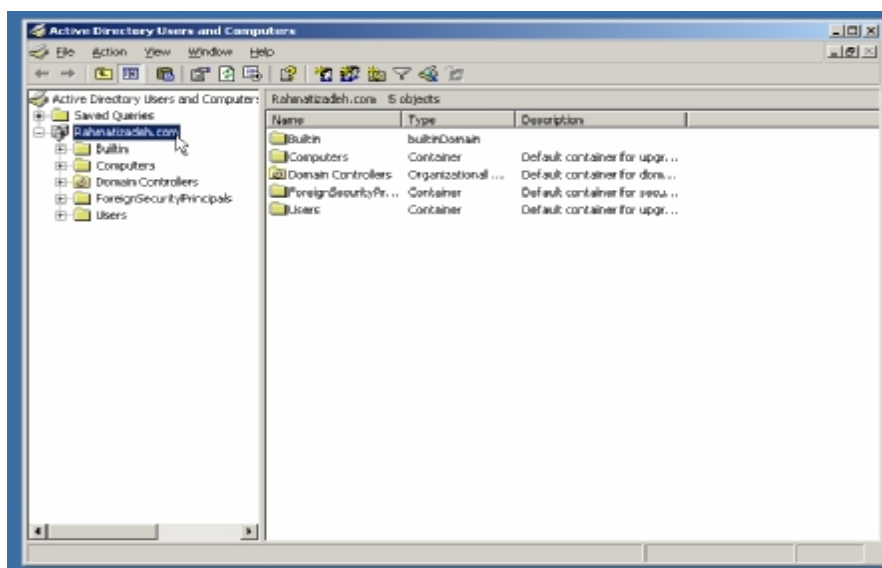 Active Directory Users and Computers
File Action View Window Help
Active Directory Users and Computer:
Saved Queries
Rahmatizadeh.com
Builtin
Computers
Domain Controllers
ForeignSecurityPrincipals
Users
Rahmatizadeh.com 5 objects
Name Type Description
Builtin builtinDomain
Computers Container Default container for upgr...
Domain Controllers Organizational ... Default container for dom...
ForeignSecurityPr... Container Default container for secu...
Users Container Default container for upgr...